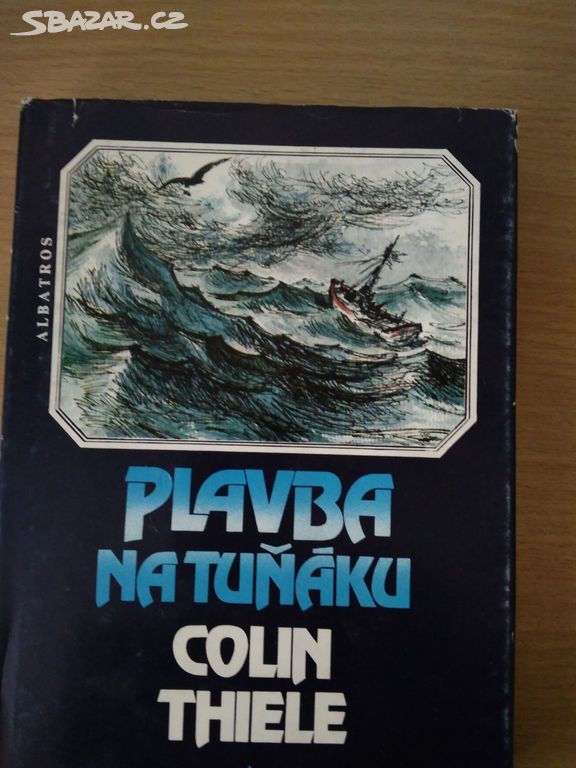 SBAZAR.CZ
ALBATROS
PLAVBA
NA TUŇÁKU
COLIN
THIELE